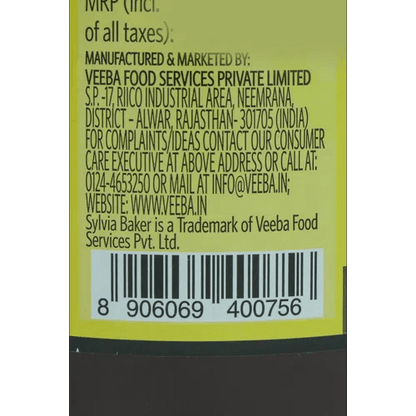 MRP (incl.
of all taxes):
MANUFACTURED & MARKETED BY:
VEEBA FOOD SERVICES PRIVATE LIMITED
S.P.-17, RIICO INDUSTRIAL AREA, NEEMRANA,
DISTRICT - ALWAR, RAJASTHAN- 301705 (INDIA)
FOR COMPLAINTS/IDEAS CONTACT OUR CONSUMER
CARE EXECUTIVE AT ABOVE ADDRESS OR CALL AT:
0124-4653250 OR MAIL AT INFO@VEEBA.IN;
WEBSITE: WWW.VEEBA.IN
Sylvia Baker is a Trademark of Veeba Food
Services Pvt. Ltd.
8 906069 400756